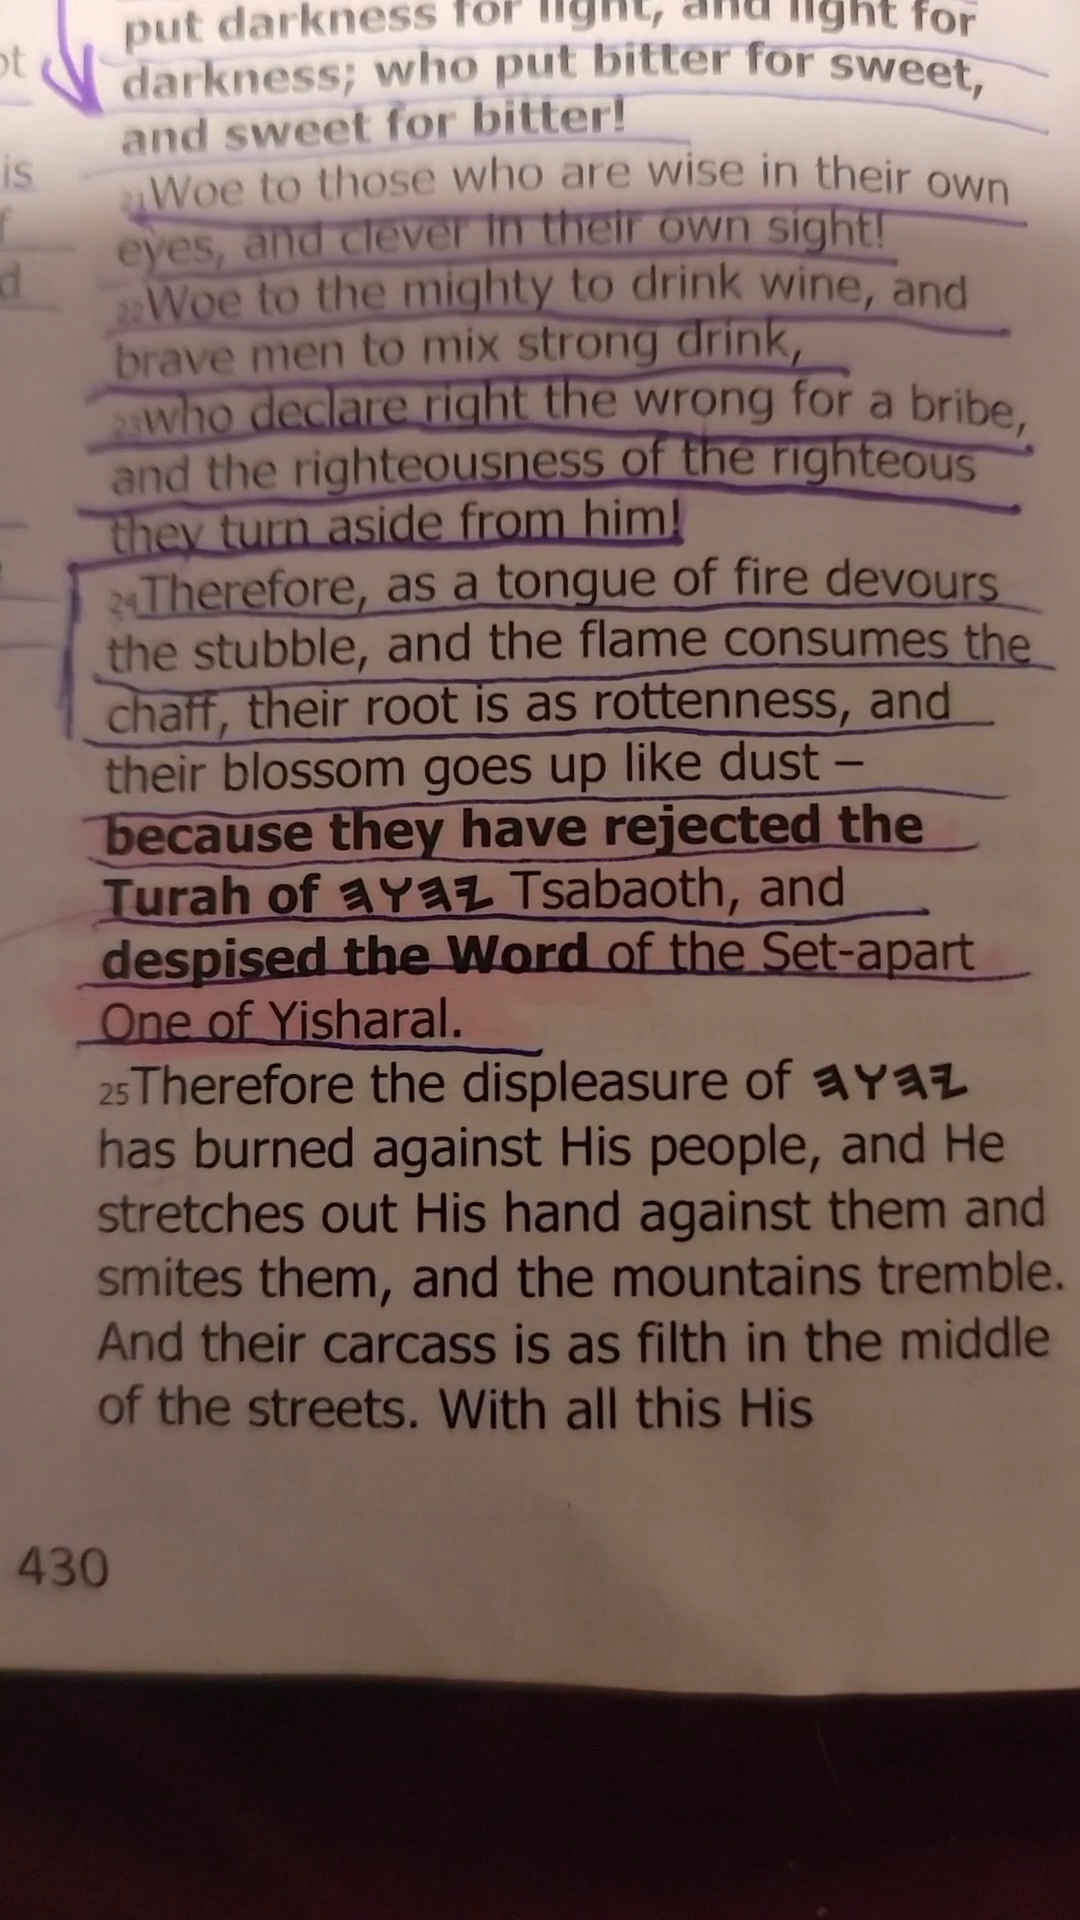 put darkness for light, and light for
darkness; who put bitter for sweet,
and sweet for bitter!
21Woe to those who are wise in their own
eyes, and clever in their own sight!
22Woe to the mighty to drink wine, and
brave men to mix strong drink,
23who declare right the wrong for a bribe,
and the righteousness of the righteous
they turn aside from him!
24Therefore, as a tongue of fire devours
the stubble, and the flame consumes the
chaff, their root is as rottenness, and
their blossom goes up like dust –
because they have rejected the
Turah of 𐤉𐤄𐤅𐤄 Tsabaoth, and
despised the Word of the Set-apart
One of Yisharal.
25Therefore the displeasure of 𐤉𐤄𐤅𐤄
has burned against His people, and He
stretches out His hand against them and
smites them, and the mountains tremble.
And their carcass is as filth in the middle
of the streets. With all this His
430
is